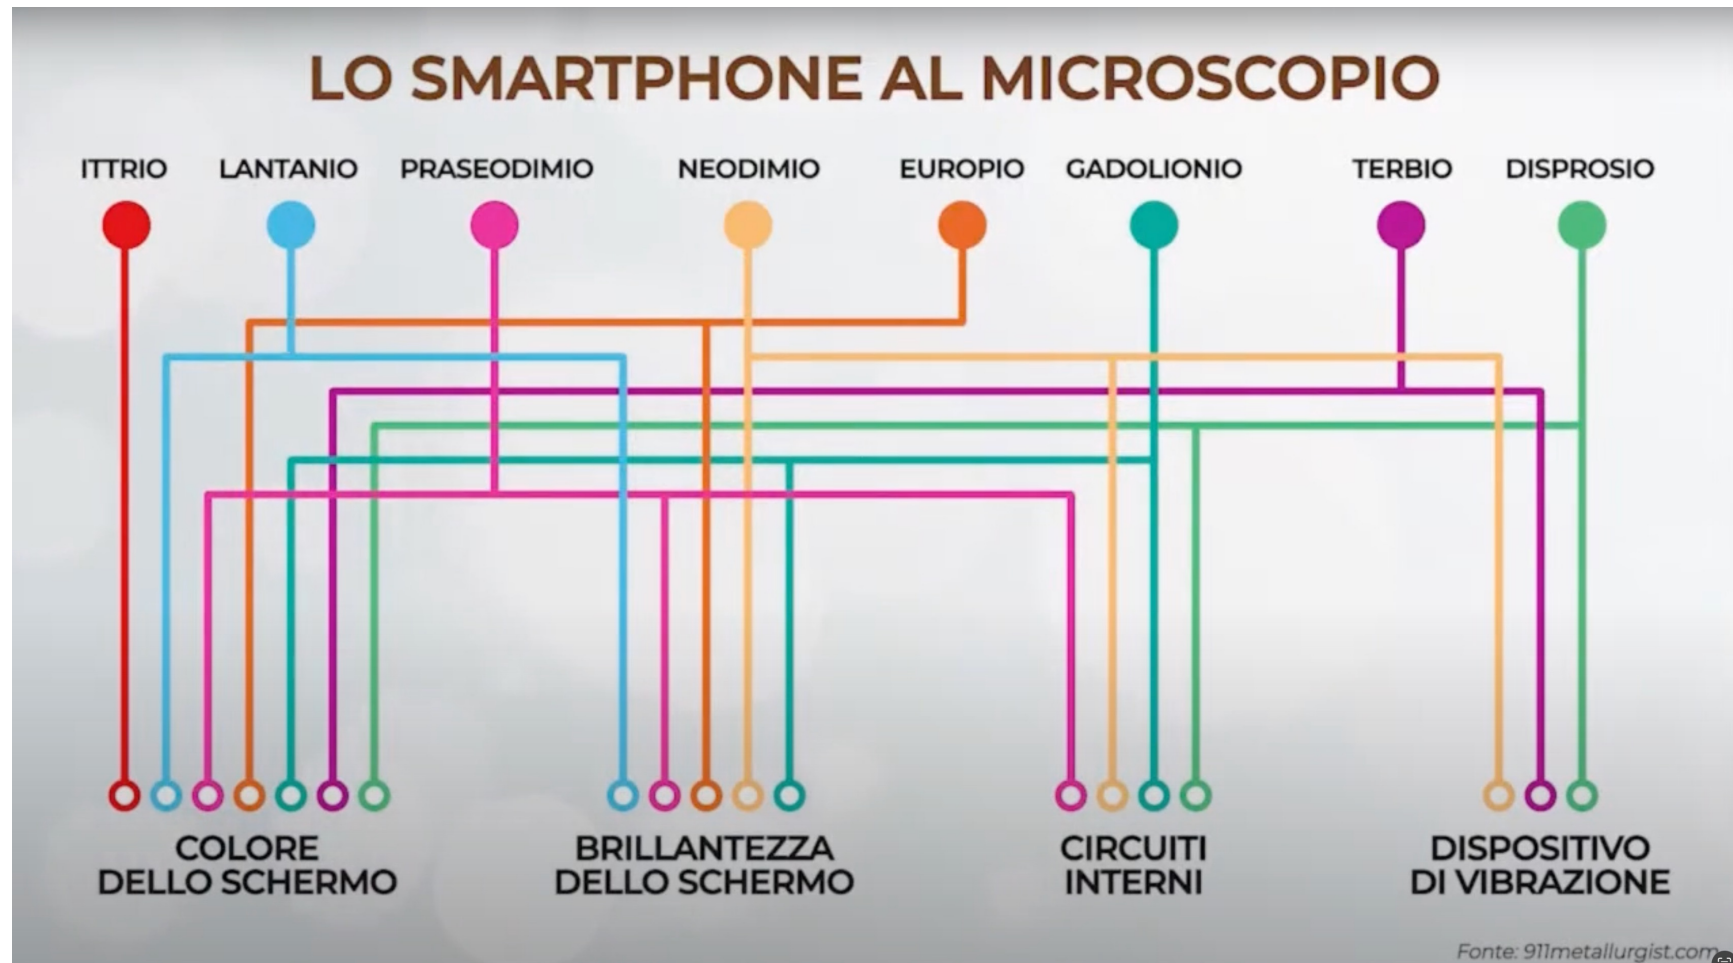 LO SMARTPHONE AL MICROSCOPIO
ITTRIO LANTANIO PRASEODIMIO NEODIMIO EUROPIO GADOLIONIO TERBIO DISPROSIO
COLORE
DELLO SCHERMO
BRILLANTEZZA
DELLO SCHERMO
CIRCUITI
INTERNI
DISPOSITIVO
DI VIBRAZIONE
Fonte: 911metallurgist.com